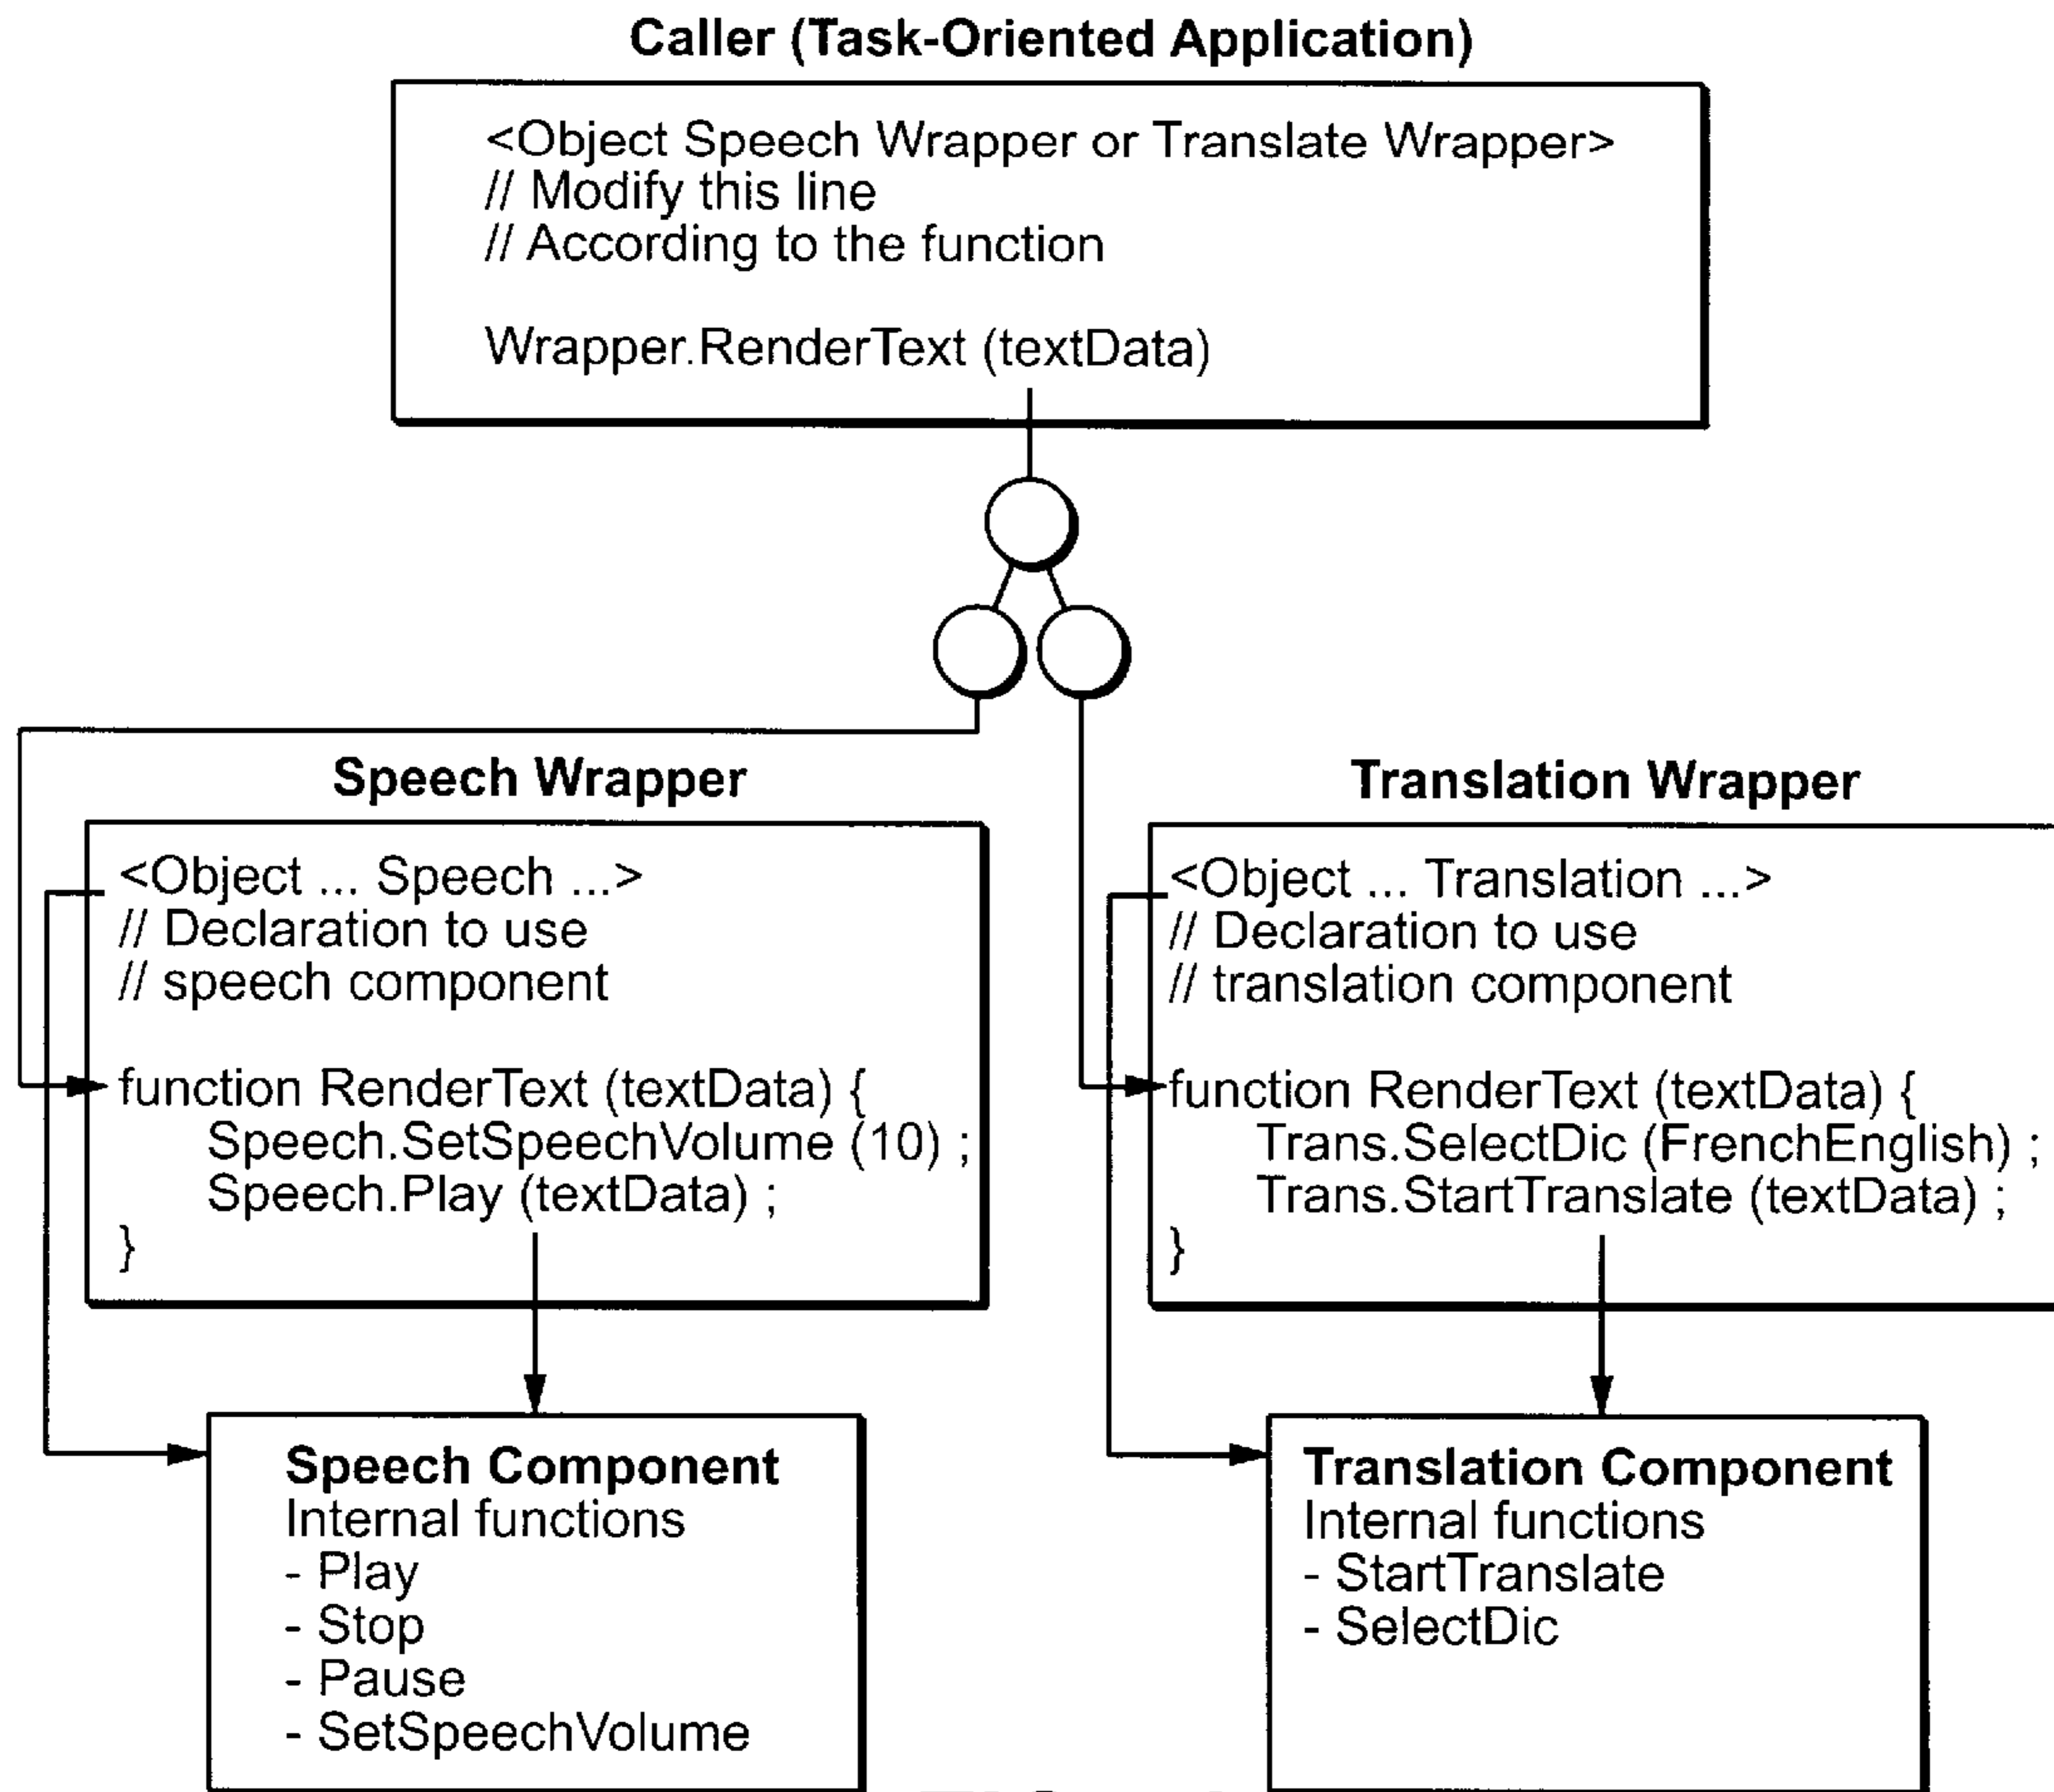 Caller (Task-Oriented Application)
<Object Speech Wrapper or Translate Wrapper>
// Modify this line
// According to the function
Wrapper.RenderText (textData)
Speech Wrapper
<Object ... Speech ...>
// Declaration to use
// speech component
function RenderText (textData) {
Speech.SetSpeechVolume (10) ;
Speech.Play (textData) ;
}
Translation Wrapper
<Object ... Translation ...>
// Declaration to use
// translation component
function RenderText (textData) {
Trans.SelectDic (FrenchEnglish) ;
Trans.StartTranslate (textData) ;
}
Speech Component
Internal functions
- Play
- Stop
- Pause
- SetSpeechVolume
Translation Component
Internal functions
- StartTranslate
- SelectDic